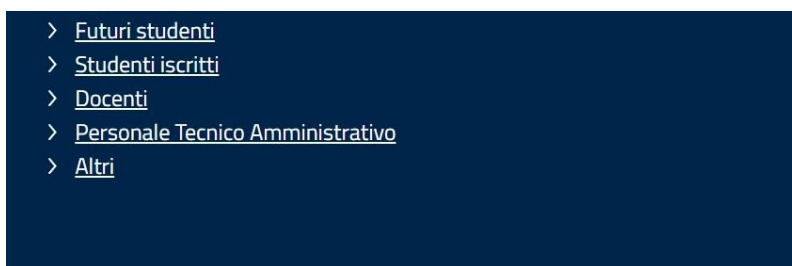 Futuri studenti
Studenti iscritti
Docenti
Personale Tecnico Amministrativo
Altri